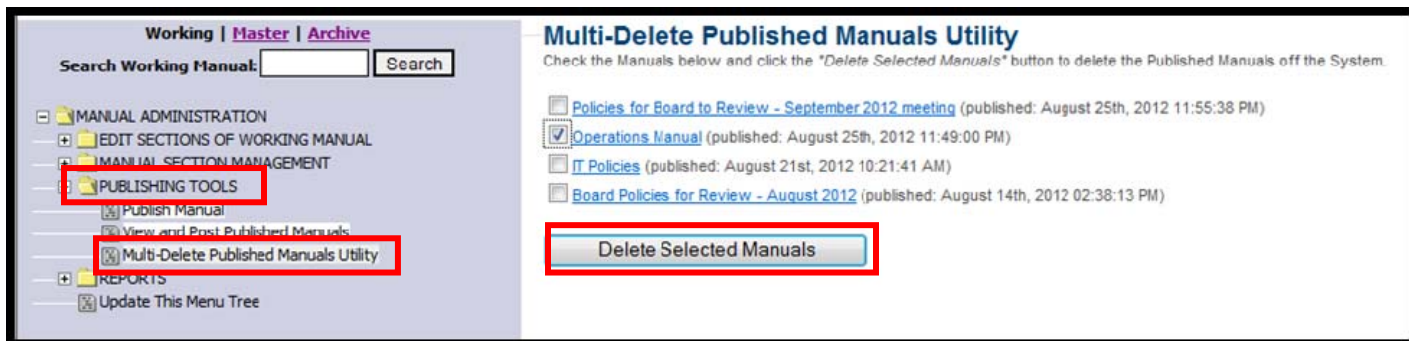 Working | Master | Archive
Search Working Manual: Search
MANUAL ADMINISTRATION
EDIT SECTIONS OF WORKING MANUAL
MANUAL SECTION MANAGEMENT
PUBLISHING TOOLS
Publish Manual
View and Post Published Manuals
Multi-Delete Published Manuals Utility
REPORTS
Update This Menu Tree
Multi-Delete Published Manuals Utility
Check the Manuals below and click the "Delete Selected Manuals" button to delete the Published Manuals off the System.
Policies for Board to Review - September 2012 meeting (published: August 25th, 2012 11:55:38 PM)
Operations Manual (published: August 25th, 2012 11:49:00 PM)
IT Policies (published: August 21st, 2012 10:21:41 AM)
Board Policies for Review - August 2012 (published: August 14th, 2012 02:38:13 PM)
Delete Selected Manuals